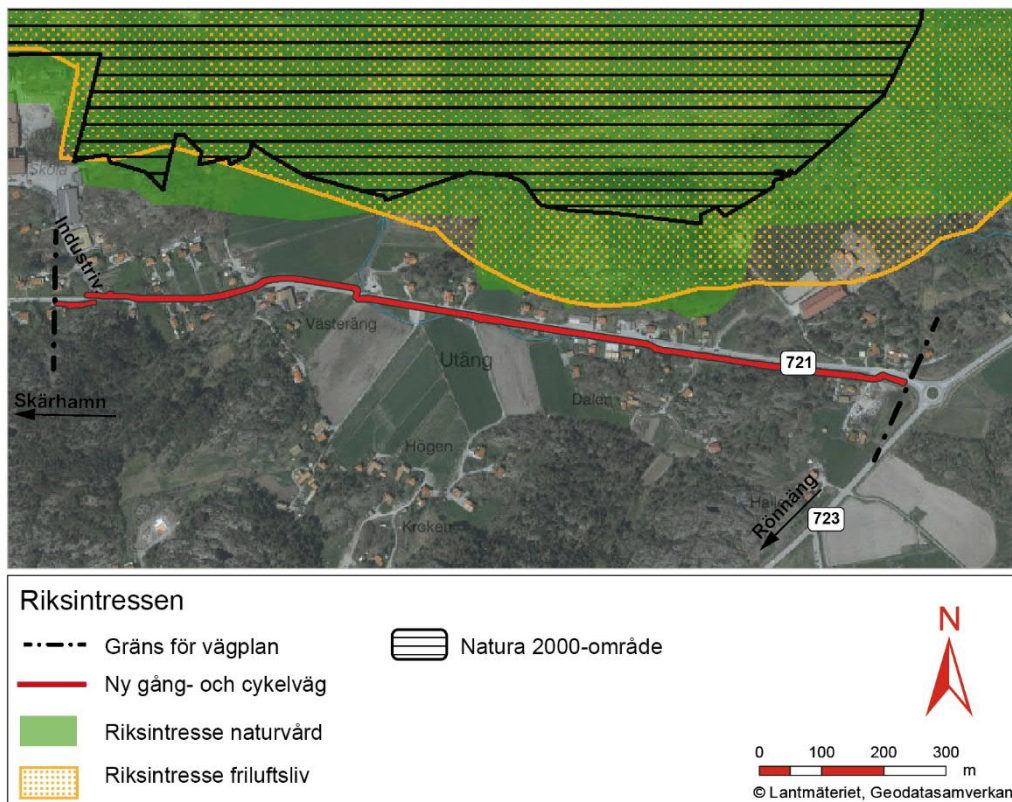 Skola
Industriv
Västeräng
Utäng
721
Skärhamn
Dalen
Högen
Rönnäng
723
Kroken
Riksintressen
Gräns för vägplan
Natura 2000-område
Ny gång- och cykelväg
N
Riksintresse naturvård
Riksintresse friluftsliv
0 100 200 300
m
© Lantmäteriet, Geodatasamverkan